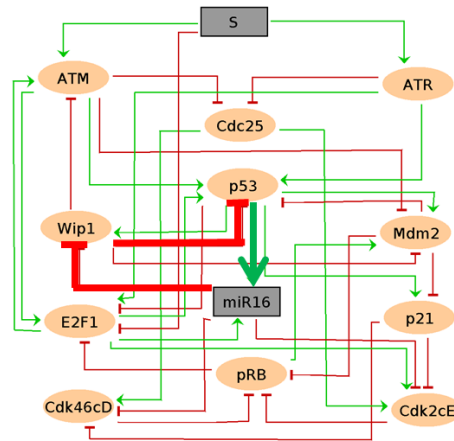 S
ATM
ATR
Cdc25
p53
Wip1
Mdm2
miR16
E2F1
p21
pRB
Cdk46cD
Cdk2cE